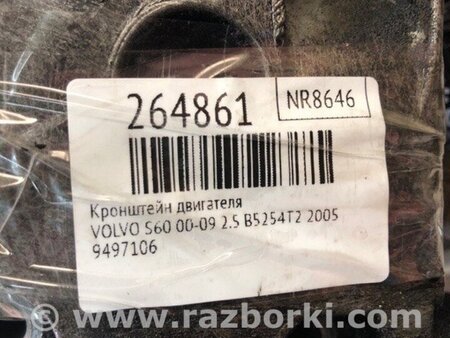 264861
NR8646
Кронштейн двигателя
VOLVO S60 00-09 2.5 B5254T2 2005
9497106
© www.razborki.com